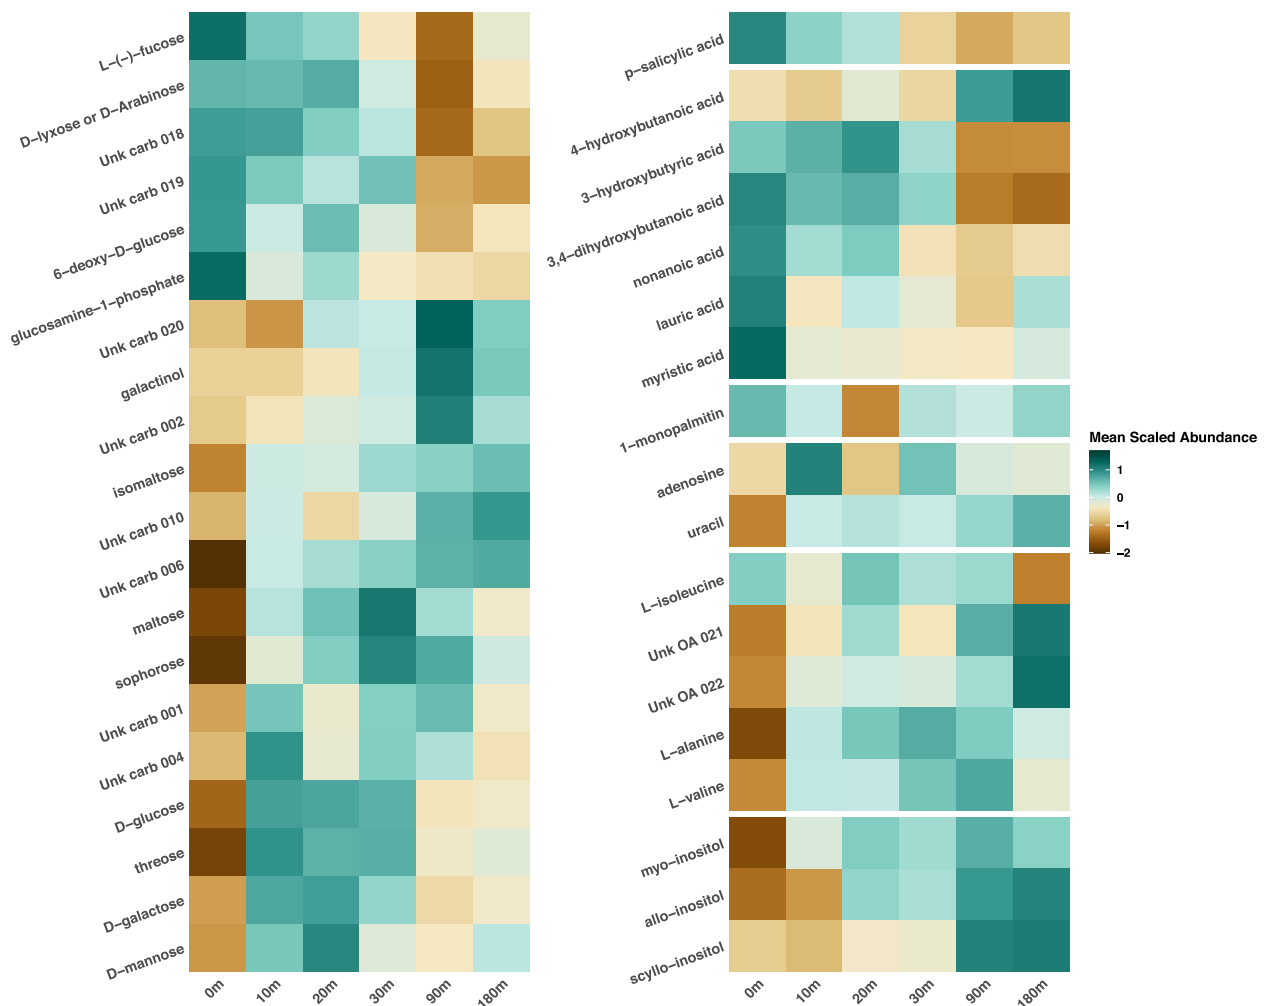 L−(−)−fucose
D−lyxose or D−Arabinose
Unk carb 018
Unk carb 019
6−deoxy−D−glucose
glucosamine−1−phosphate
Unk carb 020
galactinol
Unk carb 002
isomaltose
Unk carb 010
Unk carb 006
maltose
sophorose
Unk carb 001
Unk carb 004
D−glucose
threose
D−galactose
D−mannose
0m
10m
20m
30m
90m
180m
p−salicylic acid
4−hydroxybutanoic acid
3−hydroxybutyric acid
3,4−dihydroxybutanoic acid
nonanoic acid
lauric acid
myristic acid
1−monopalmitin
adenosine
uracil
L−isoleucine
Unk OA 021
Unk OA 022
L−alanine
L−valine
myo−inositol
allo−inositol
scyllo−inositol
0m
10m
20m
30m
90m
180m
Mean Scaled Abundance
1
0
−1
−2